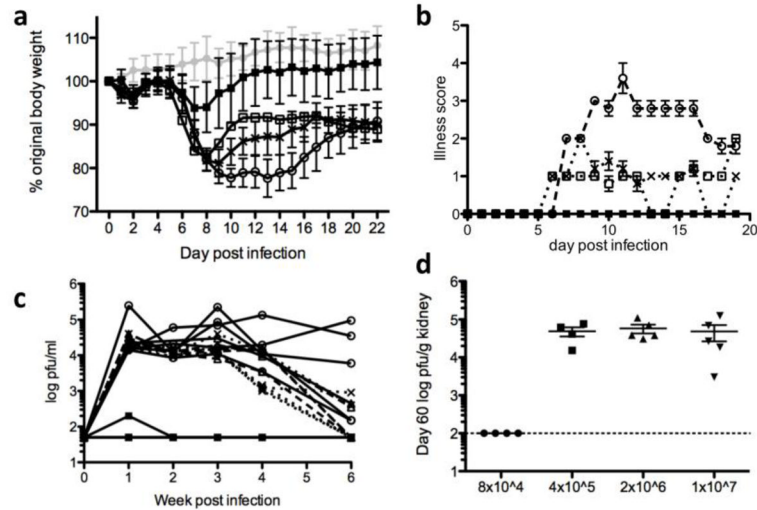 a
% original body weight
110
100
90
80
70
0 2 4 6 8 10 12 14 16 18 20 22
Day post infection
b
Illness score
5
4
3
2
1
0
0 5 10 15 20
day post infection
c
log pfu/ml
6
5
4
3
2
1
0 1 2 3 4 5 6
Week post infection
d
Day 60 log pfu/g kidney
6
5
4
3
2
1
8x10^4 4x10^5 2x10^6 1x10^7